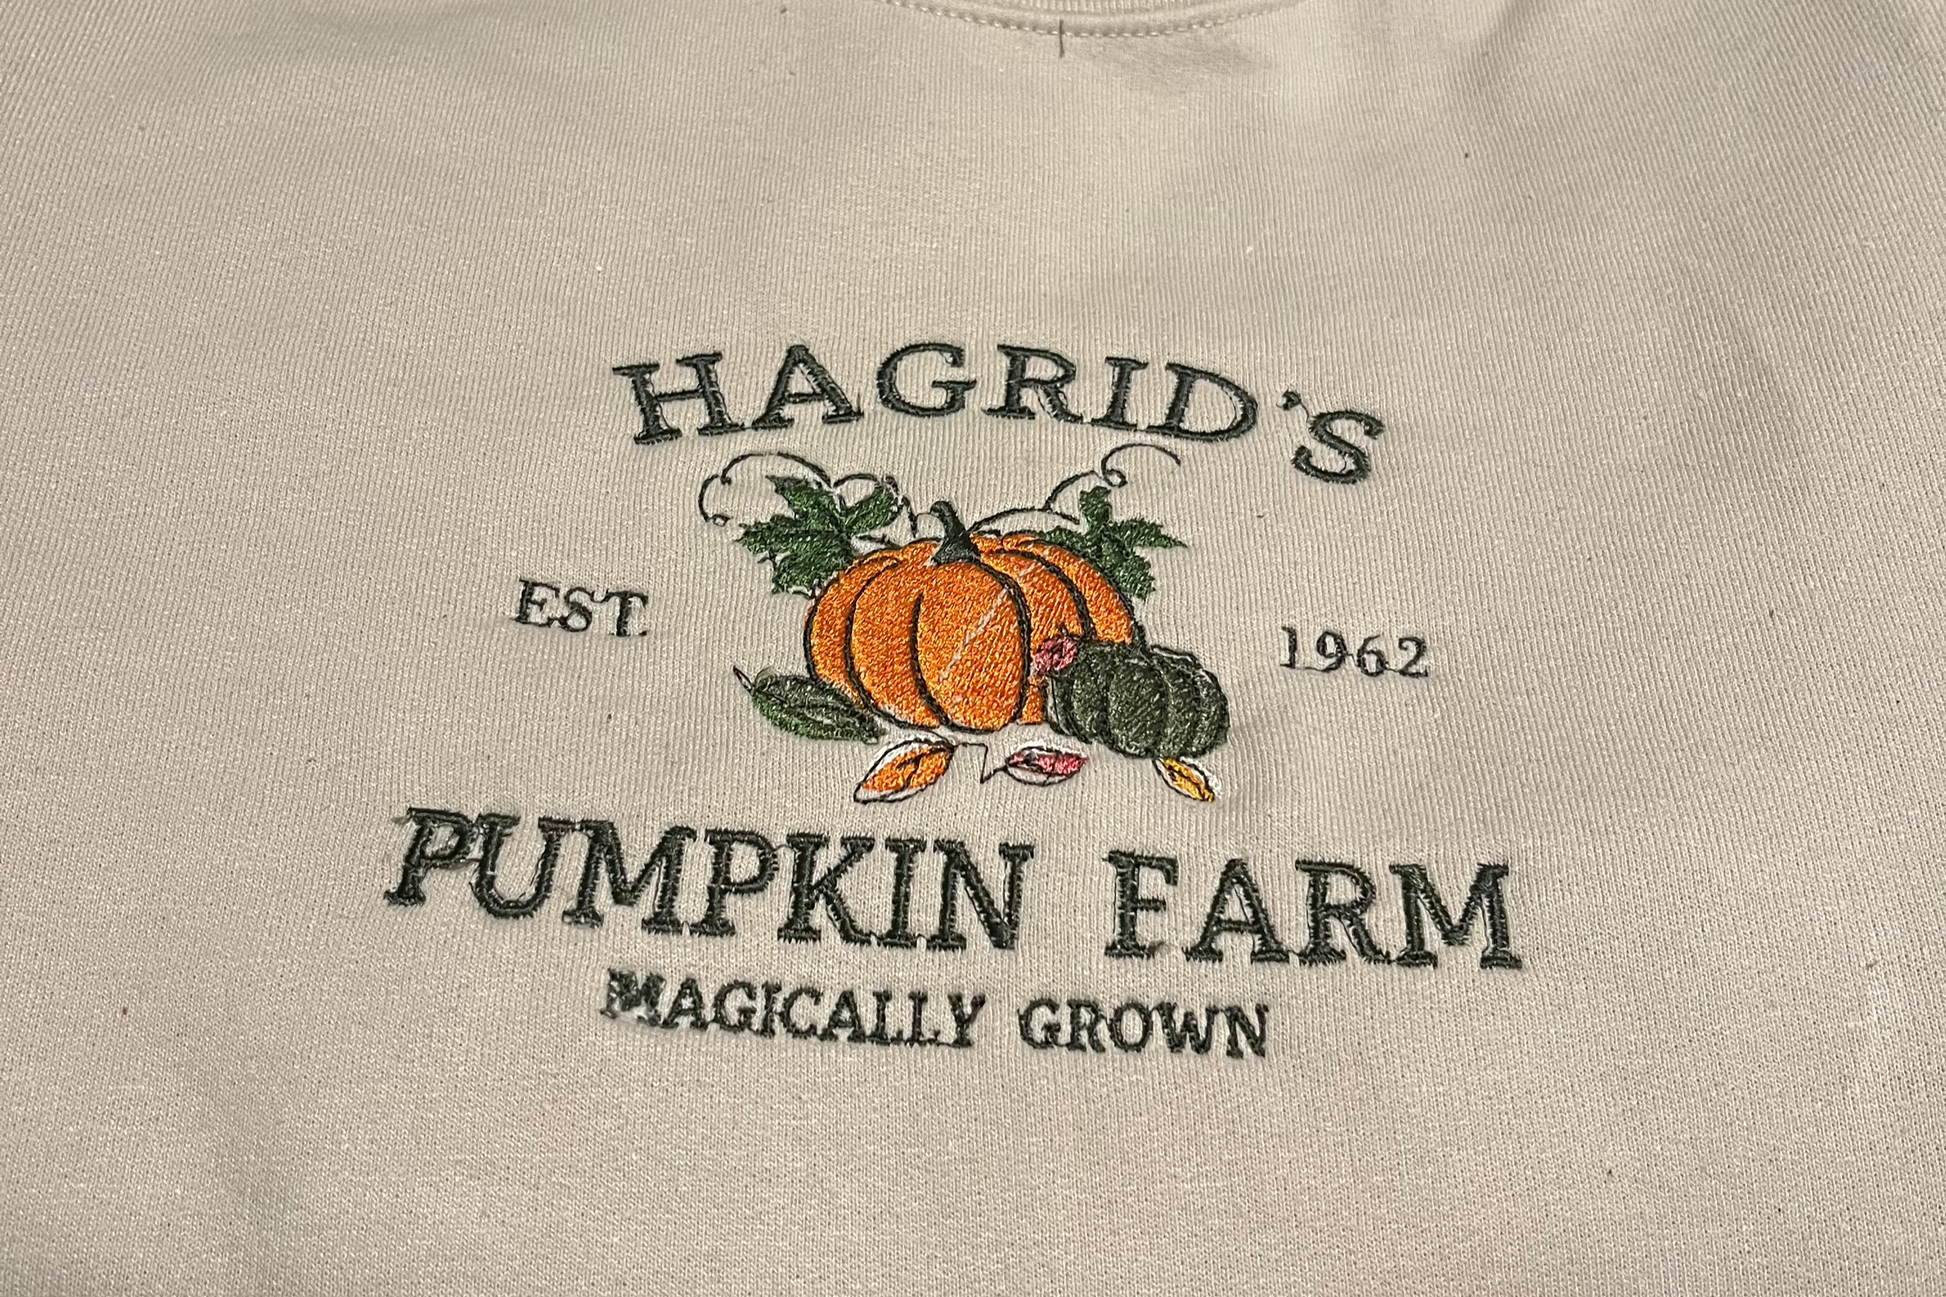 HAGRID'S
EST. 1962
PUMPKIN FARM
MAGICALLY GROWN